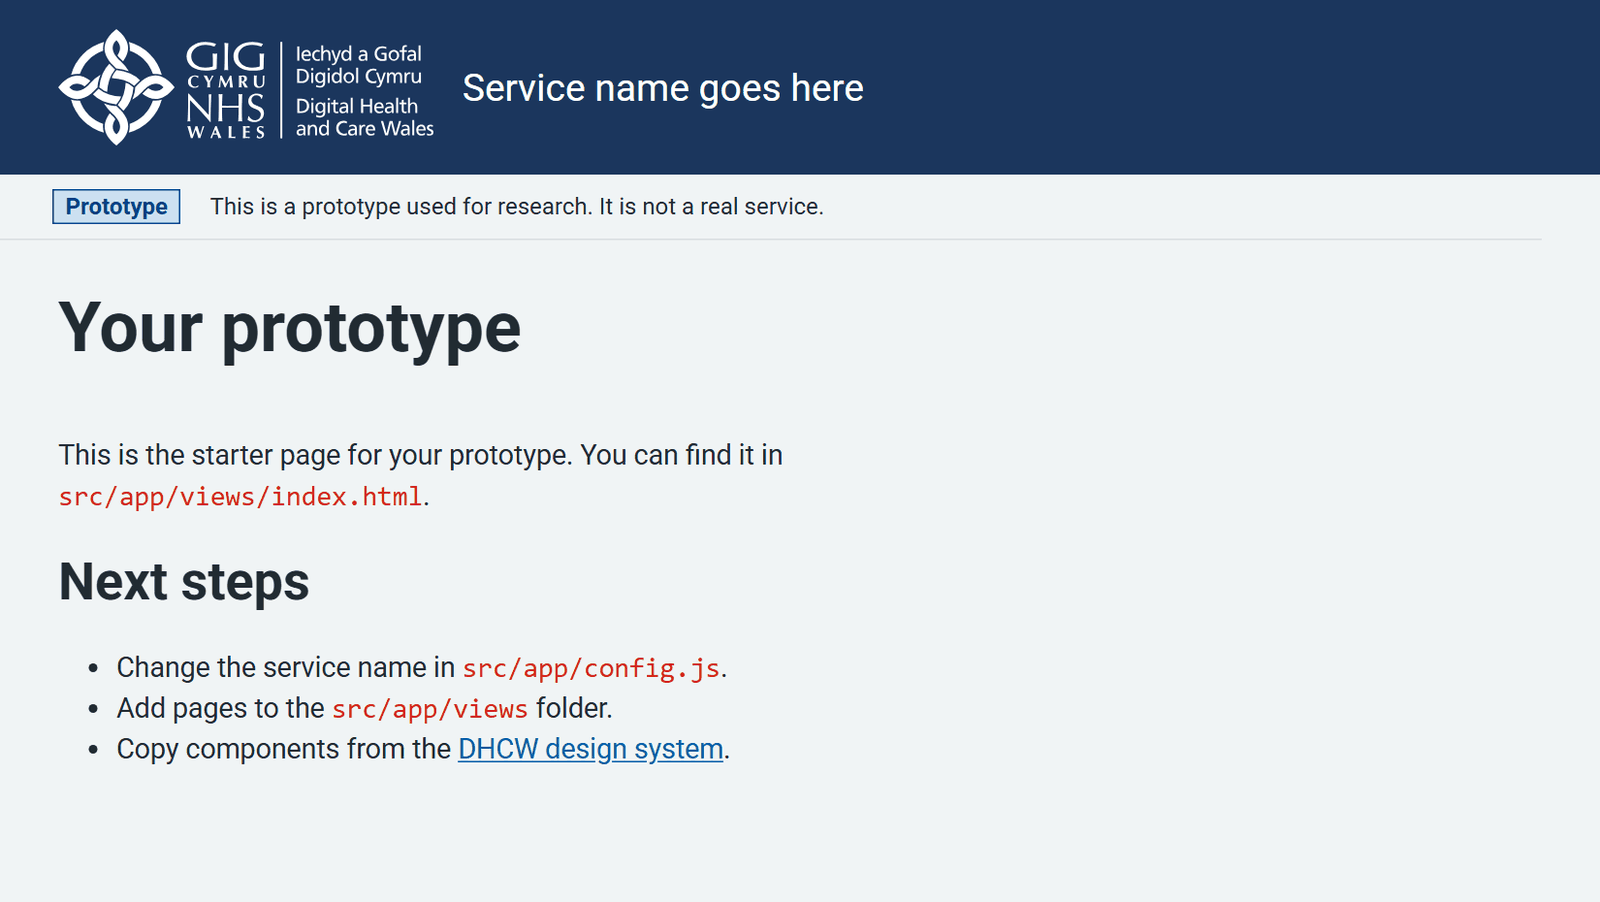 GIG
CYMRU
NHS
WALES
Iechyd a Gofal
Digidol Cymru
Digital Health
and Care Wales
Service name goes here
Prototype
This is a prototype used for research. It is not a real service.
Your prototype
This is the starter page for your prototype. You can find it in
src/app/views/index.html.
Next steps
• Change the service name in src/app/config.js.
• Add pages to the src/app/views folder.
• Copy components from the DHCW design system.